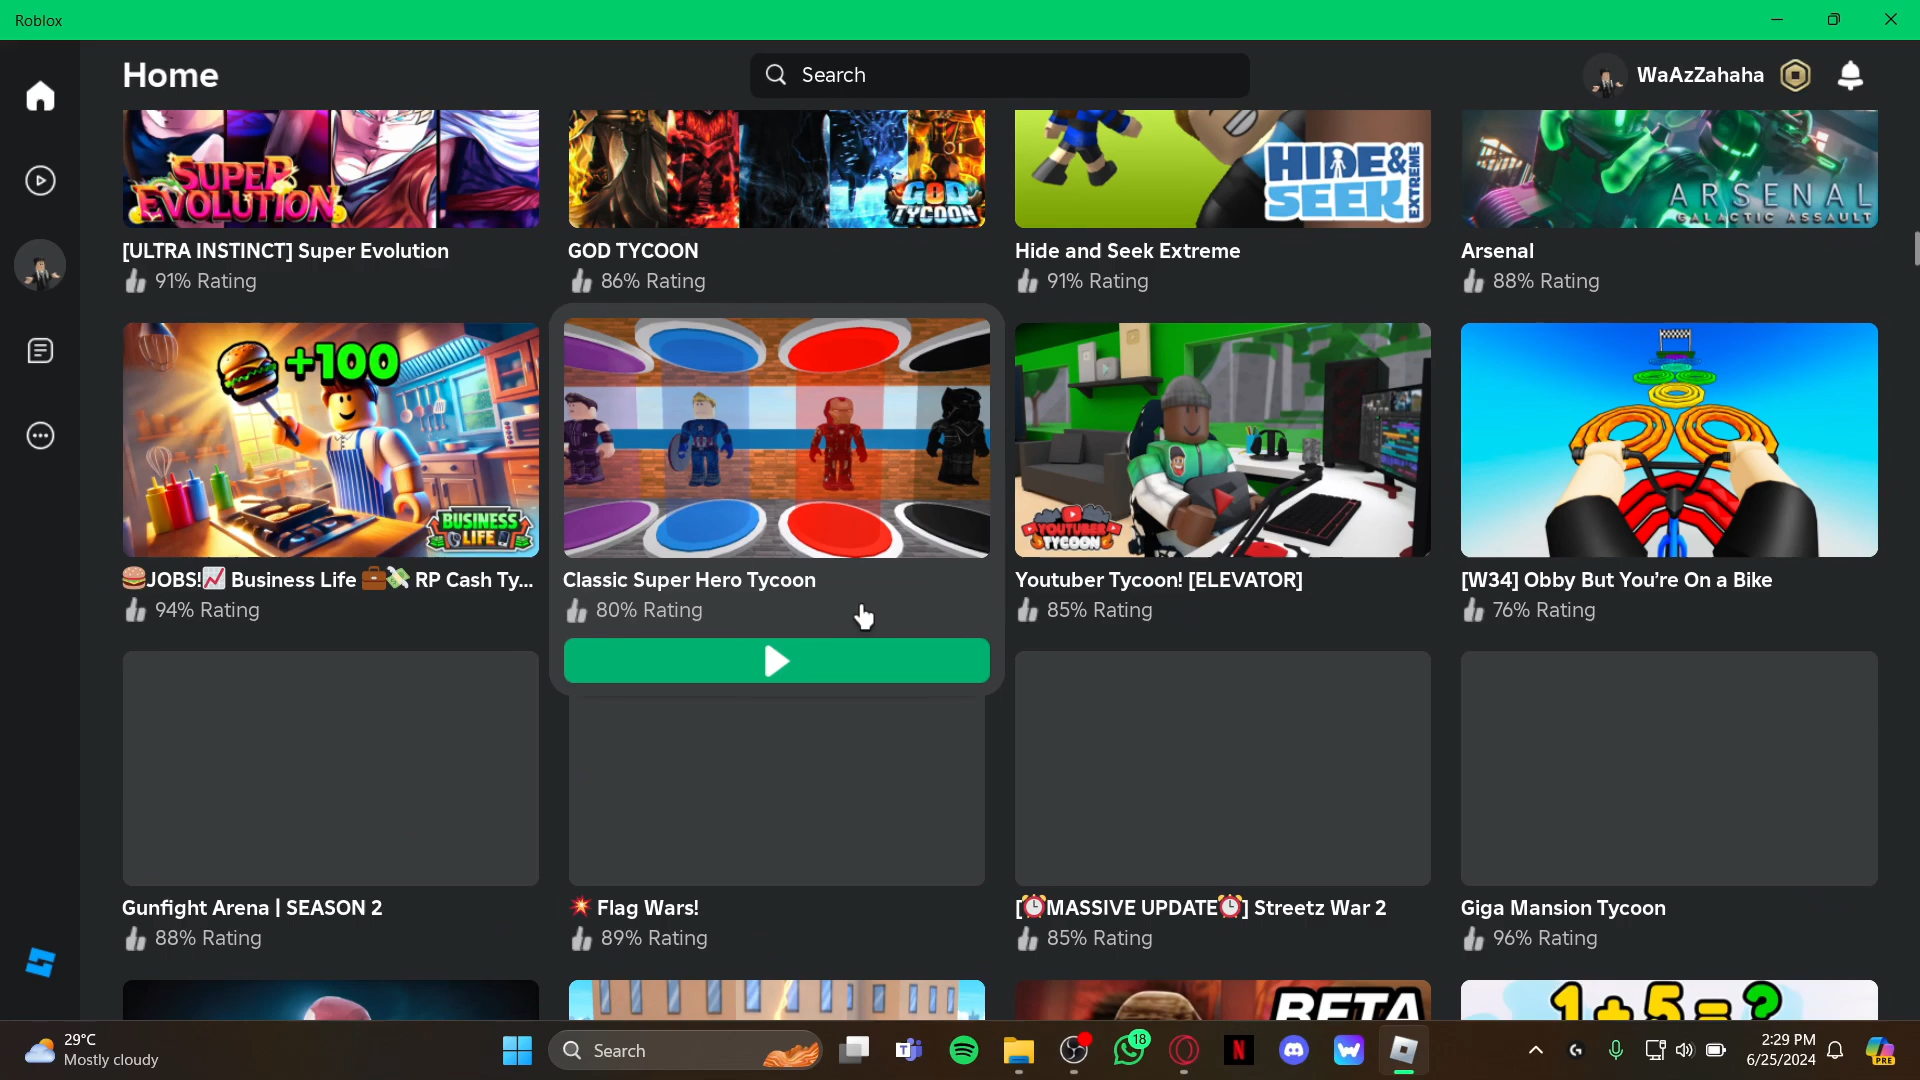 Roblox
Home
Search
WaAzZahaha
SUPER
EVOLUTION
GOD
TYCOON
HIDE&
SEEK
EXTREME
ARSENAL
GALACTIC ASSAULT
[ULTRA INSTINCT] Super Evolution
GOD TYCOON
Hide and Seek Extreme
Arsenal
91% Rating
86% Rating
91% Rating
88% Rating
+100
BUSINESS
LIFE
YOUTUBER
TYCOON
🍔JOBS!📈 Business Life 💼💸 RP Cash Ty...
Classic Super Hero Tycoon
Youtuber Tycoon! [ELEVATOR]
[W34] Obby But You’re On a Bike
94% Rating
80% Rating
85% Rating
76% Rating
Gunfight Arena | SEASON 2
💥 Flag Wars!
[⏰MASSIVE UPDATE⏰] Streetz War 2
Giga Mansion Tycoon
88% Rating
89% Rating
85% Rating
96% Rating
BETA
1+5=?
29°C
Mostly cloudy
Search
18
2:29 PM
6/25/2024
PRE